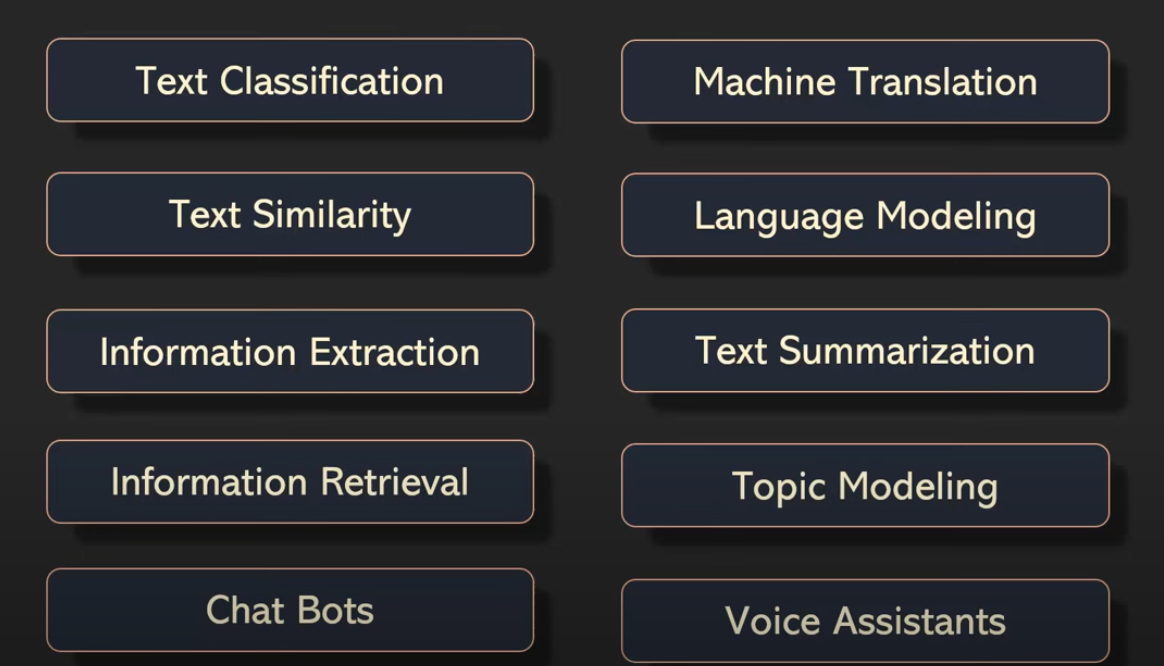 Text Classification
Machine Translation
Text Similarity
Language Modeling
Information Extraction
Text Summarization
Information Retrieval
Topic Modeling
Chat Bots
Voice Assistants